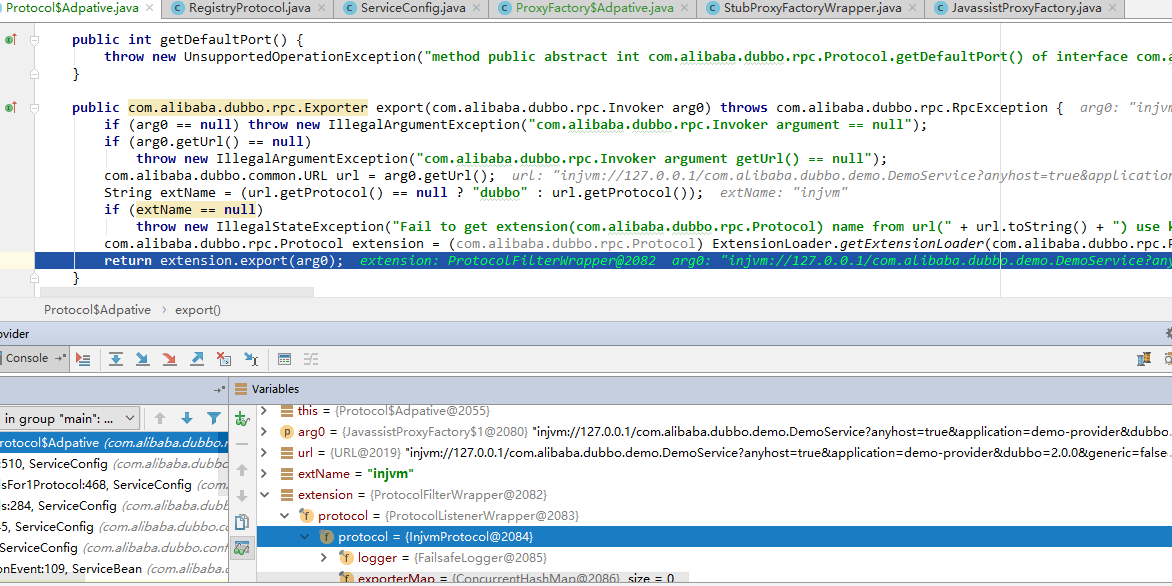 Protocol$Adpative.java RegistryProtocol.java ServiceConfig.java ProxyFactory$Adpative.java StubProxyFactoryWrapper.java JavassistProxyFactory.java
public int getDefaultPort() {
throw new UnsupportedOperationException("method public abstract int com.alibaba.dubbo.rpc.Protocol.getDefaultPort() of interface com.a
}
public com.alibaba.dubbo.rpc.Exporter export(com.alibaba.dubbo.rpc.Invoker arg0) throws com.alibaba.dubbo.rpc.RpcException { arg0: "injvm
if (arg0 == null) throw new IllegalArgumentException("com.alibaba.dubbo.rpc.Invoker argument == null");
if (arg0.getUrl() == null)
throw new IllegalArgumentException("com.alibaba.dubbo.rpc.Invoker argument getUrl() == null");
com.alibaba.dubbo.common.URL url = arg0.getUrl(); url: "injvm://127.0.0.1/com.alibaba.dubbo.demo.DemoService?anyhost=true&application
String extName = (url.getProtocol() == null ? "dubbo" : url.getProtocol()); extName: "injvm"
if (extName == null)
throw new IllegalStateException("Fail to get extension(com.alibaba.dubbo.rpc.Protocol) name from url(" + url.toString() + ") use k
com.alibaba.dubbo.rpc.Protocol extension = (com.alibaba.dubbo.rpc.Protocol) ExtensionLoader.getExtensionLoader(com.alibaba.dubbo.rpc.P
return extension.export(arg0); extension: ProtocolFilterWrapper@2082 arg0: "injvm://127.0.0.1/com.alibaba.dubbo.demo.DemoService?any
}
Protocol$Adpative export()
ovider
Console
Variables
in group "main": ...
rotocol$Adpative (com.alibaba.dubbo.r
:510, ServiceConfig (com.alibaba.dubbo
lsFor1Protocol:468, ServiceConfig (com.
ls:284, ServiceConfig (com.alibaba.dubb
45, ServiceConfig (com.alibaba.dubbo.con
ServiceConfig (com.alibaba.dubbo.conf
onEvent:109, ServiceBean (com.alibaba.d
this = {Protocol$Adpative@2055}
arg0 = {JavassistProxyFactory$1@2080} "injvm://127.0.0.1/com.alibaba.dubbo.demo.DemoService?anyhost=true&application=demo-provider&dubbo.
url = {URL@2019} "injvm://127.0.0.1/com.alibaba.dubbo.demo.DemoService?anyhost=true&application=demo-provider&dubbo=2.0.0&generic=false
extName = "injvm"
extension = {ProtocolFilterWrapper@2082}
protocol = {ProtocolListenerWrapper@2083}
protocol = {InjvmProtocol@2084}
logger = {FailsafeLogger@2085}
exporterMap = {ConcurrentHashMap@2086} size = 0